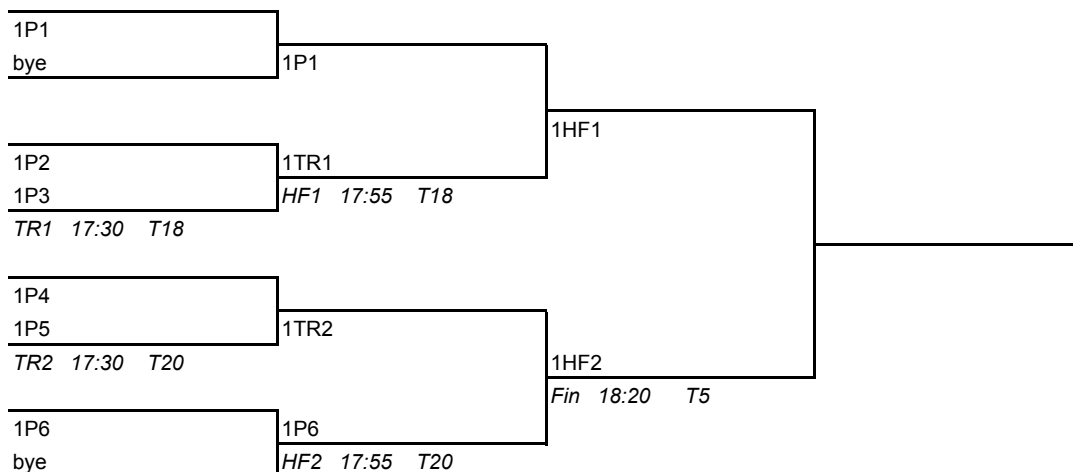 1P1
bye
1P1
1HF1
1P2
1TR1
1P3
HF1 17:55 T18
TR1 17:30 T18
1P4
1P5
1TR2
TR2 17:30 T20
1HF2
Fin 18:20 T5
1P6
1P6
bye
HF2 17:55 T20